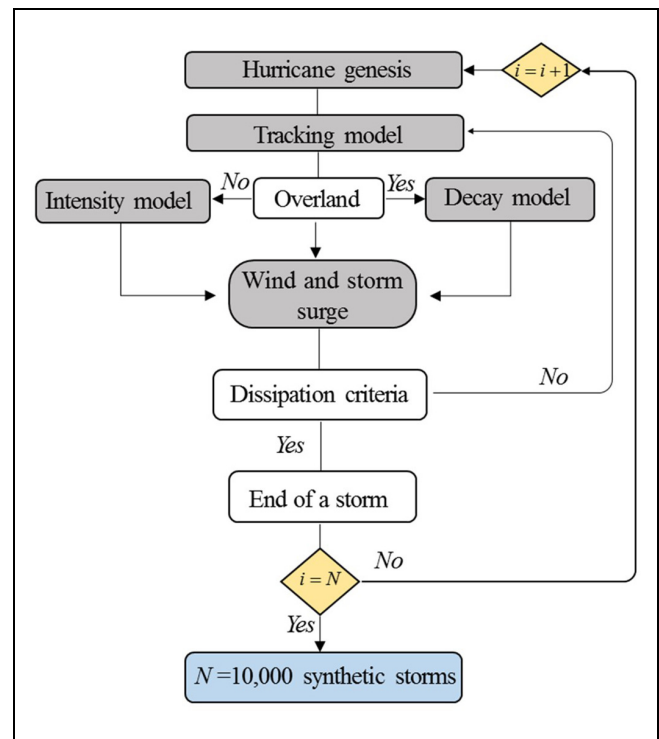 Hurricane genesis
i = i +1
Tracking model
No
Yes
Intensity model
Overland
Decay model
Wind and storm
surge
Dissipation criteria
No
Yes
End of a storm
No
i = N
Yes
N =10,000 synthetic storms